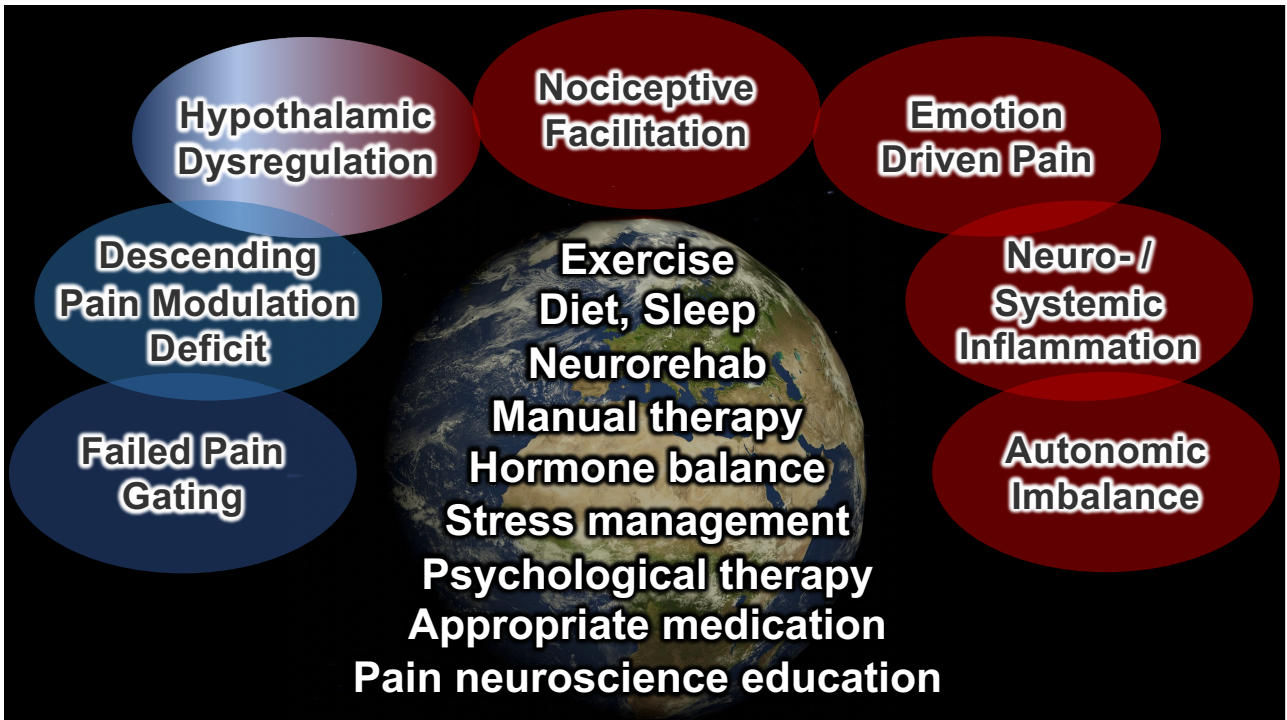 Hypothalamic
Dysregulation
Nociceptive
Facilitation
Emotion
Driven Pain
Descending
Pain Modulation
Deficit
Neuro- /
Systemic
Inflammation
Failed Pain
Gating
Autonomic
Imbalance
Exercise
Diet, Sleep
Neurorehab
Manual therapy
Hormone balance
Stress management
Psychological therapy
Appropriate medication
Pain neuroscience education